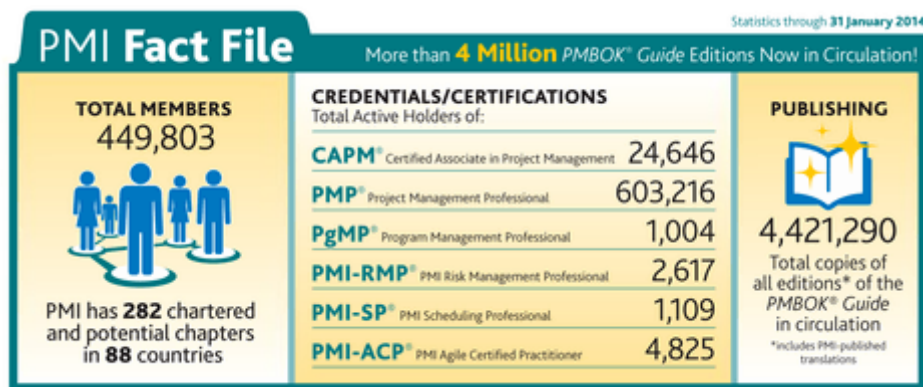 Statistics through 31 January 2014
PMI Fact File
More than 4 Million PMBOK® Guide Editions Now in Circulation!
TOTAL MEMBERS
449,803
PMI has 282 chartered
and potential chapters
in 88 countries
CREDENTIALS/CERTIFICATIONS
Total Active Holders of:
CAPM® Certified Associate in Project Management 24,646
PMP® Project Management Professional 603,216
PgMP® Program Management Professional 1,004
PMI-RMP® PMI Risk Management Professional 2,617
PMI-SP® PMI Scheduling Professional 1,109
PMI-ACP® PMI Agile Certified Practitioner 4,825
PUBLISHING
4,421,290
Total copies of
all editions* of the
PMBOK® Guide
in circulation
*includes PMI-published
translations